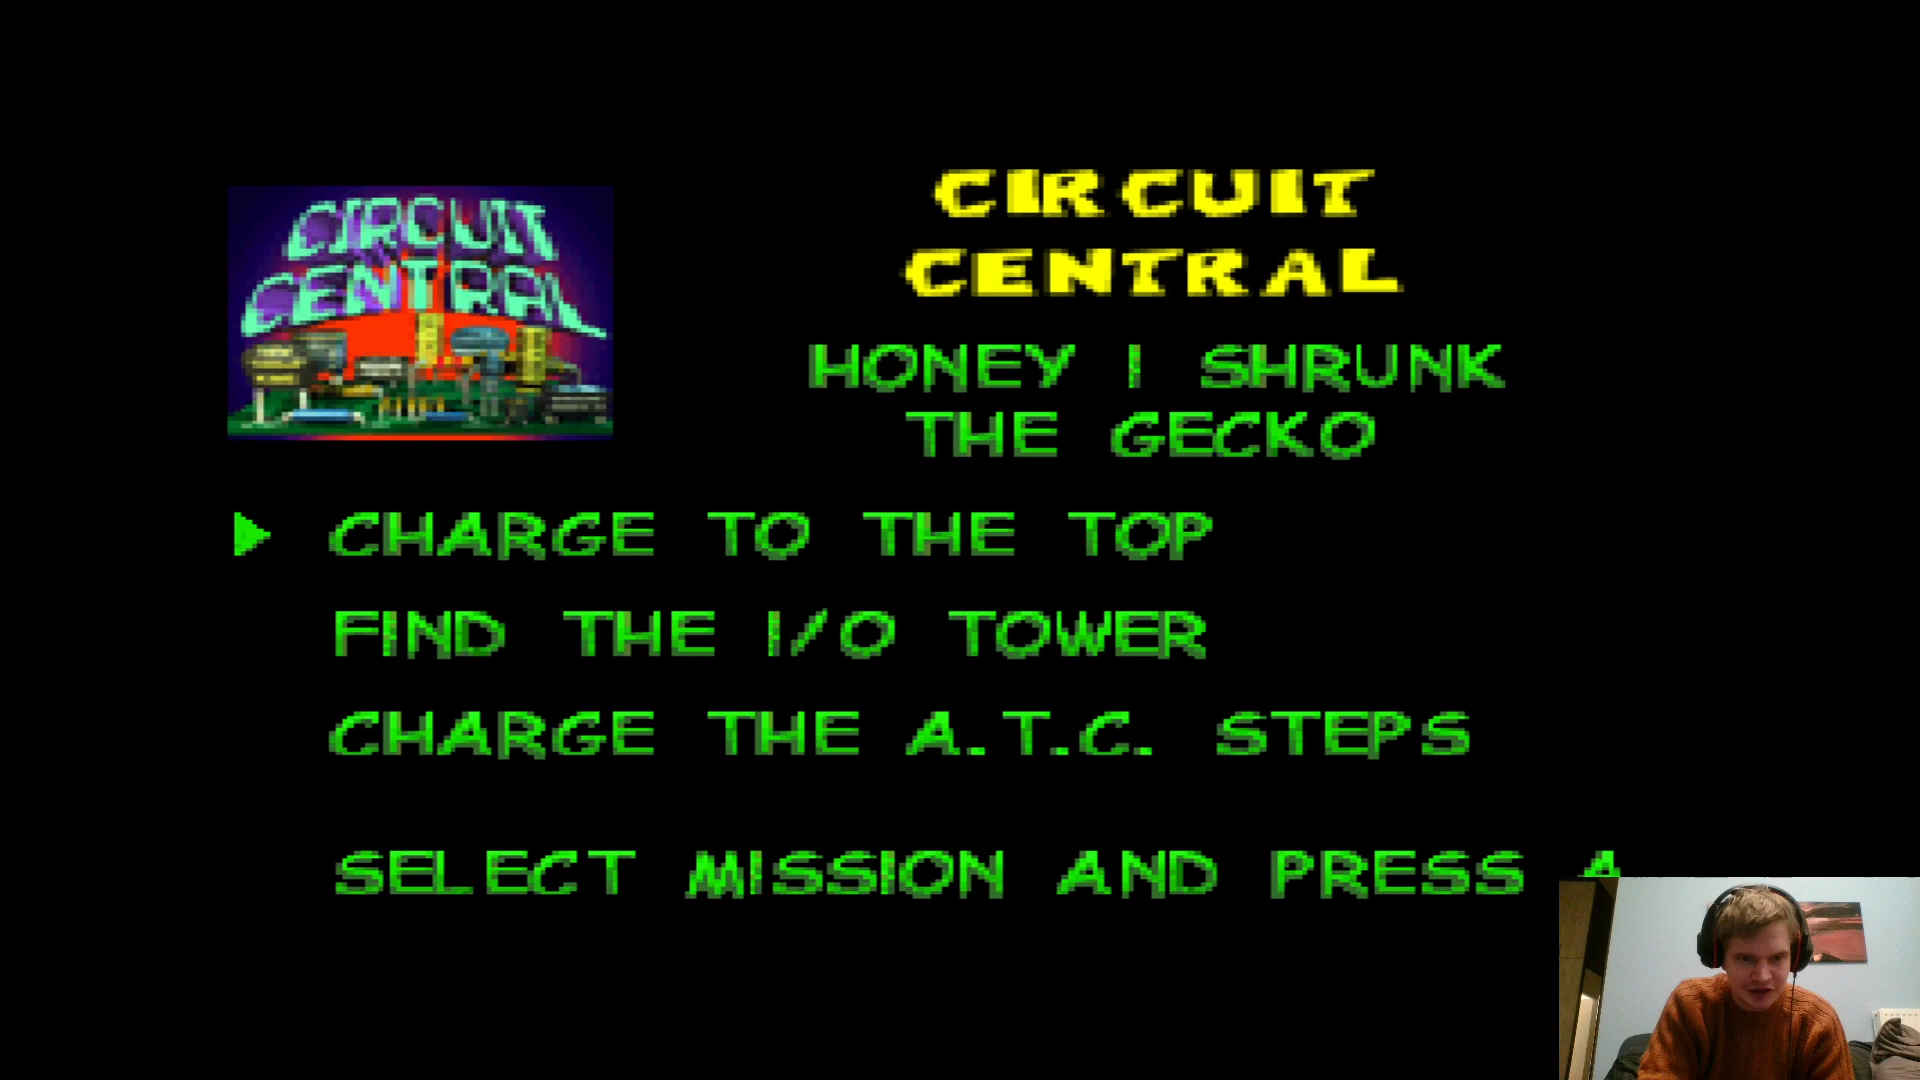 CIRCUIT
CENTRAL
CIRCUIT
CENTRAL
HONEY I SHRUNK
THE GECKO
CHARGE TO THE TOP
FIND THE I/O TOWER
CHARGE THE A.T.C. STEPS
SELECT MISSION AND PRESS A